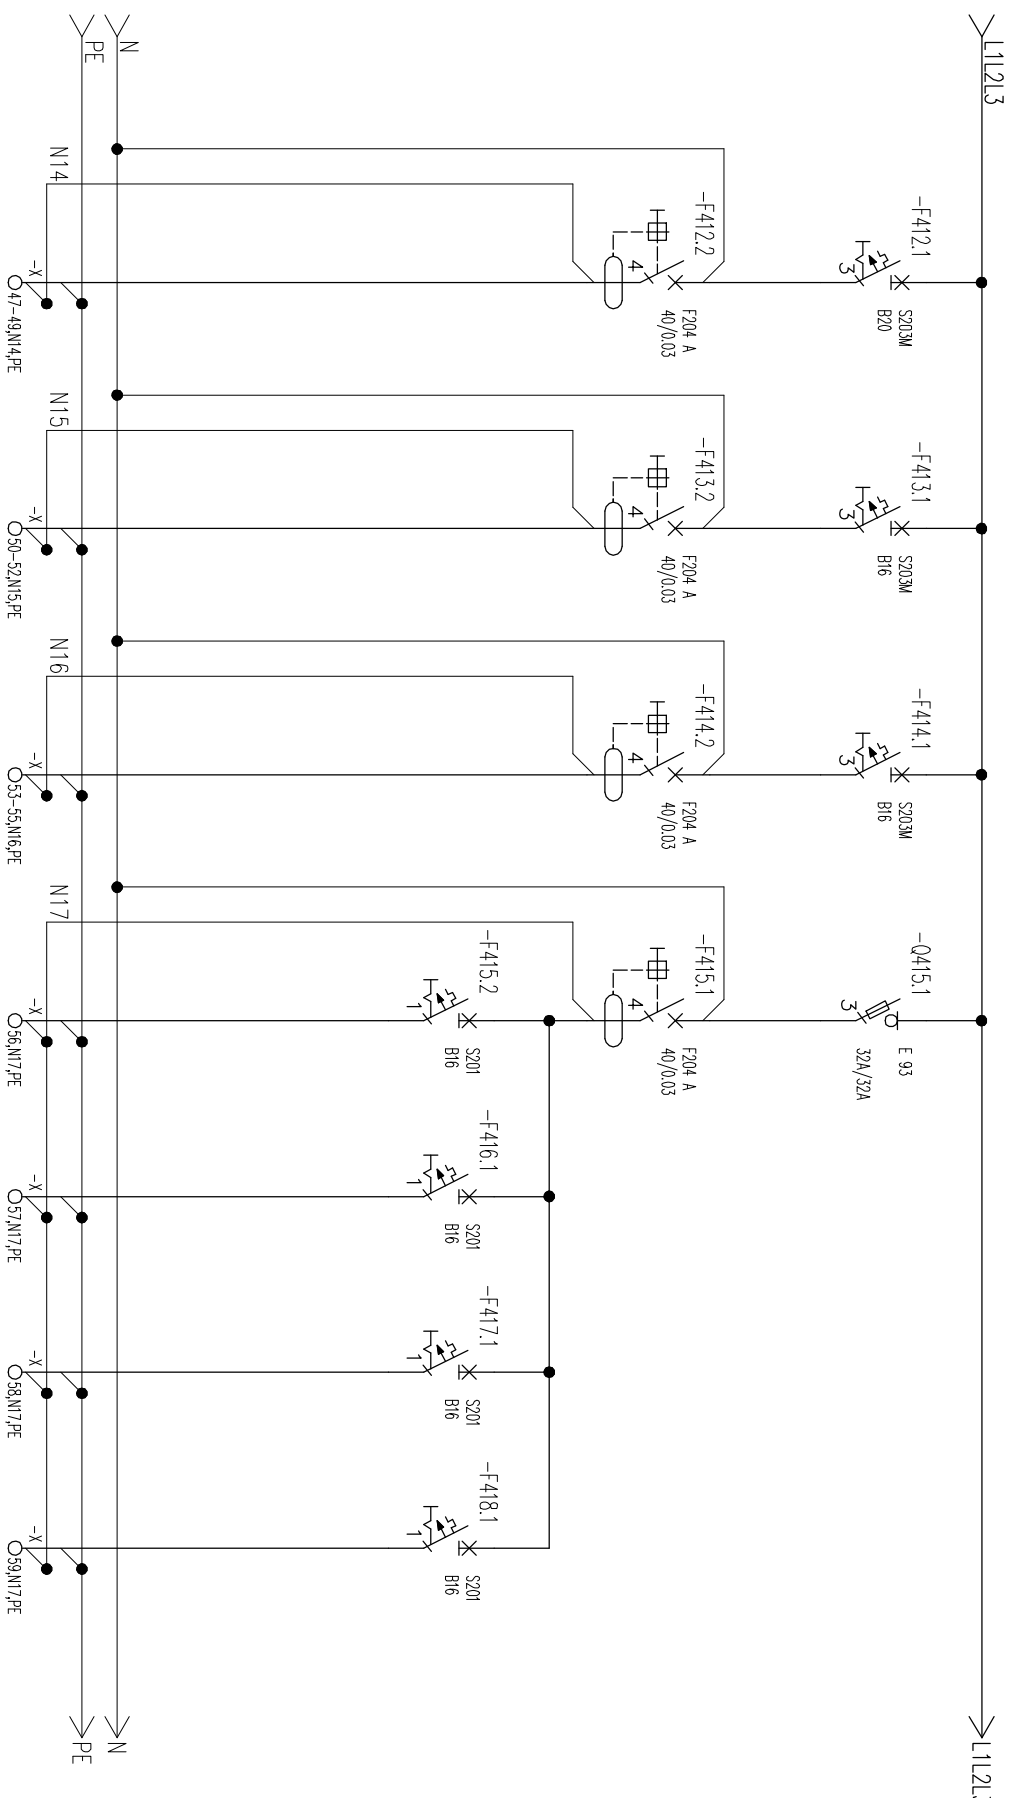 L1L2L3
L1L2L
-F412.1
S203M
B20
3
-F413.1
S203M
B16
3
-F414.1
S203M
B16
3
-Q415.1
E 93
32A/32A
3
-F412.2
F204 A
40/0.03
4
-F413.2
F204 A
40/0.03
4
-F414.2
F204 A
40/0.03
4
-F415.1
F204 A
40/0.03
4
-F415.2
S201
B16
1
-F416.1
S201
B16
1
-F417.1
S201
B16
1
-F418.1
S201
B16
1
N
N
PE
PE
N14
N15
N16
N17
-X
47-49,N14,PE
-X
50-52,N15,PE
-X
53-55,N16,PE
-X
56,N17,PE
-X
57,N17,PE
-X
58,N17,PE
-X
59,N17,PE